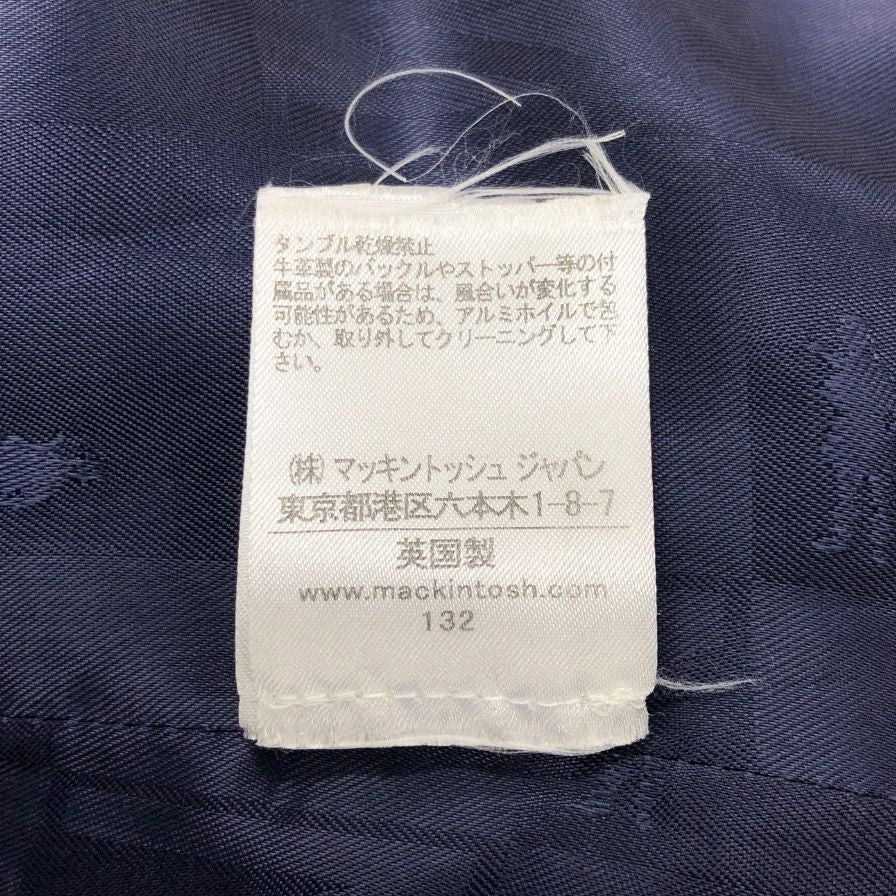 タンブル乾燥禁止
牛革製のバックルやストッパー等の付
属品がある場合は、風合いが変化する
可能性があるため、アルミホイルで包
むか、取り外してクリーニングして下
さい。
(株)マッキントッシュ ジャパン
東京都港区六本木1-8-7
英国製
www.mackintosh.com
132